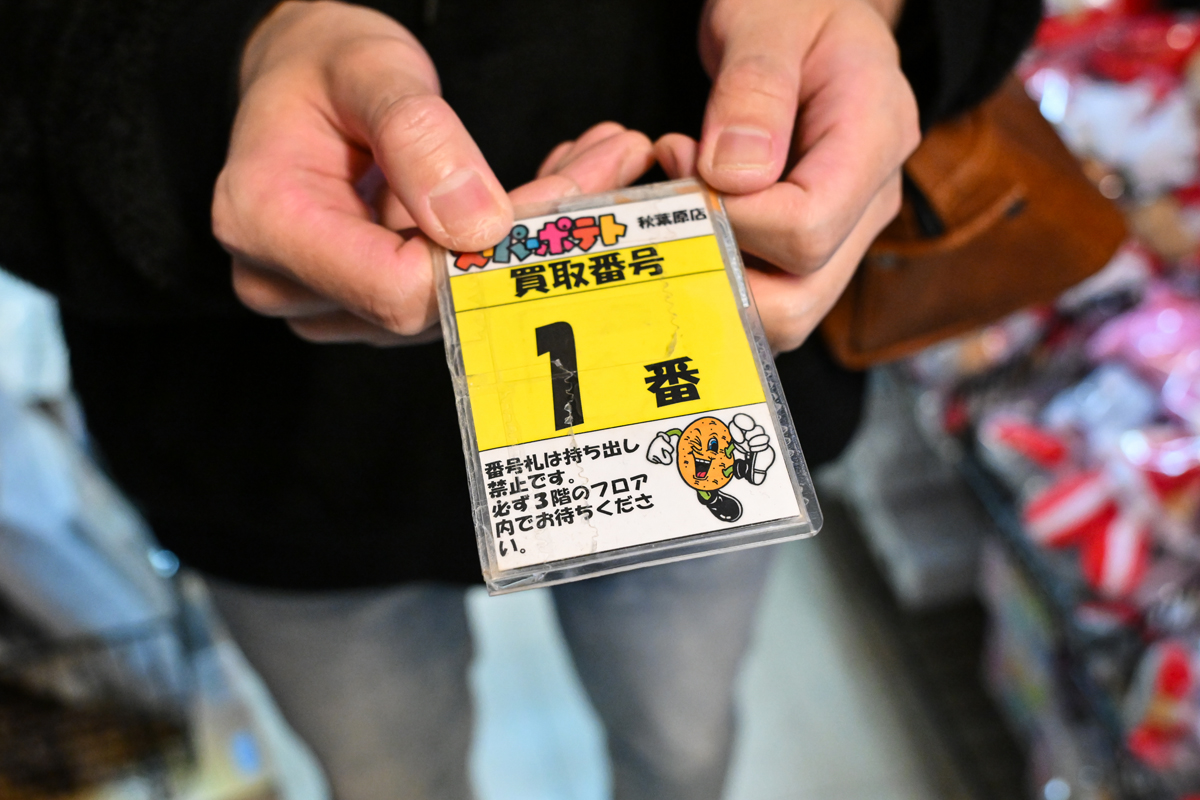 スーパーポテト 秋葉原店
買取番号
1 番
番号札は持ち出し
禁止です。
必ず3階のフロア
内でお待ちくださ
い。